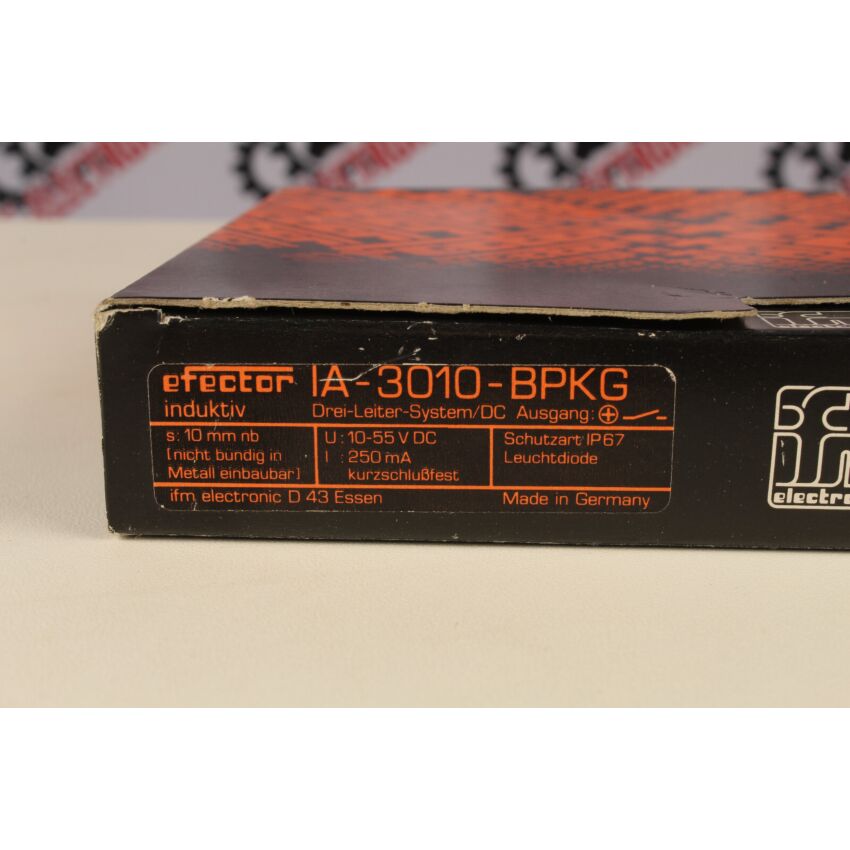 efector IA-3010-BPKG
induktiv Drei-Leiter-System/DC Ausgang:
s: 10 mm nb
[nicht bündig in
Metall einbaubar]
U : 10-55 V DC
I : 250 mA
kurzschlußfest
Schutzart IP67
Leuchtdiode
ifm electronic D 43 Essen Made in Germany
ifm
electro